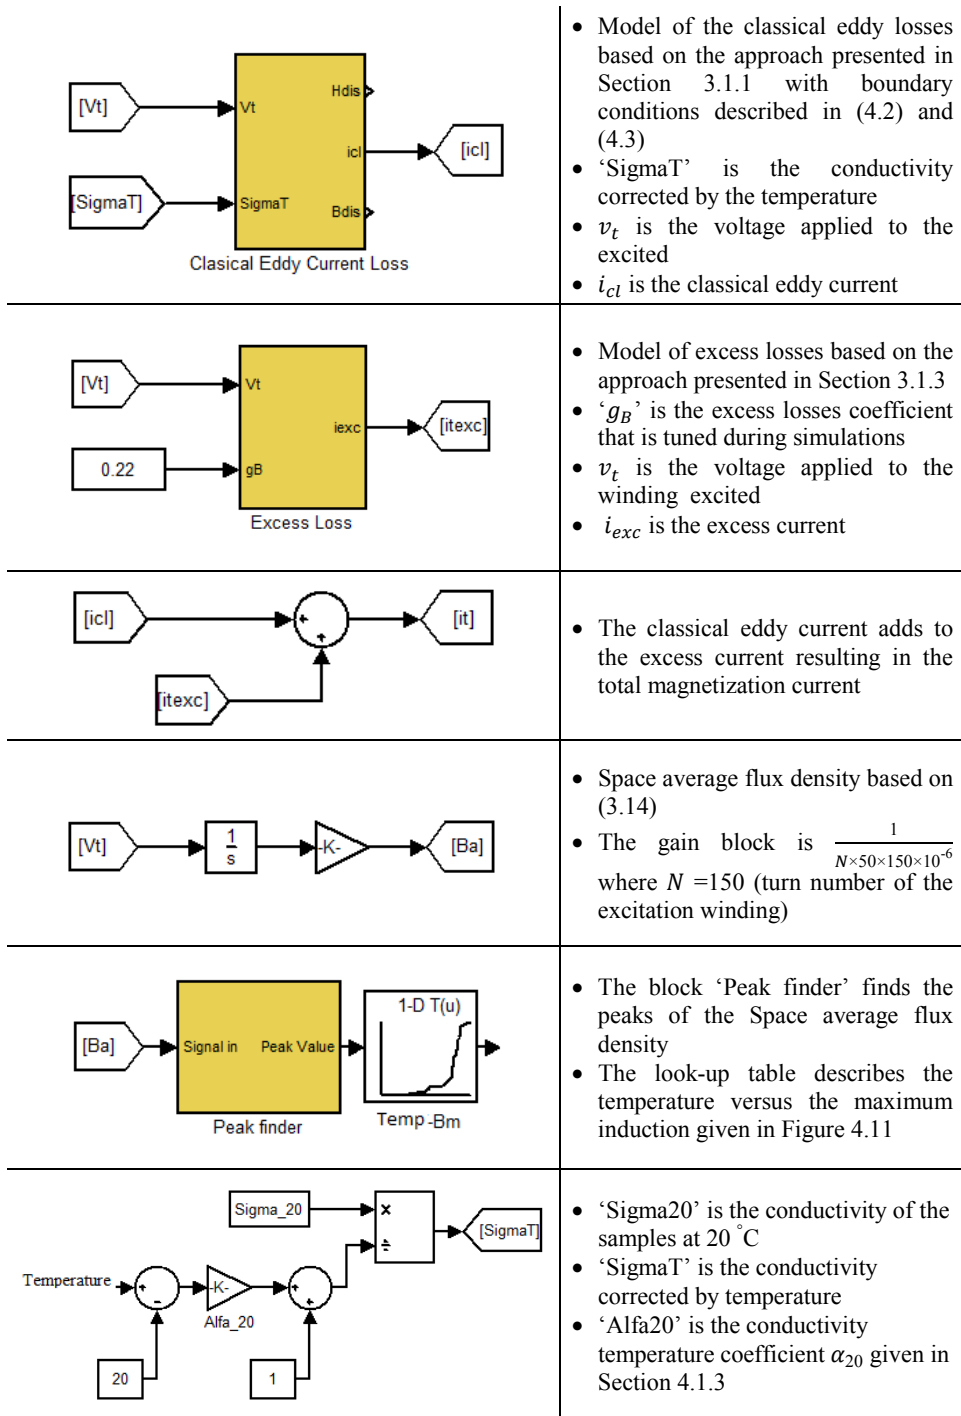 [Vt]
[SigmaT]
Vt
SigmaT
Hdis
icl
Bdis
[icl]
Clasical Eddy Current Loss
• Model of the classical eddy losses
based on the approach presented in
Section 3.1.1 with boundary
conditions described in (4.2) and
(4.3)
• ‘SigmaT’ is the conductivity
corrected by the temperature
• v_t is the voltage applied to the
excited
• i_cl is the classical eddy current
[Vt]
0.22
Vt
gB
iexc
[itexc]
Excess Loss
• Model of excess losses based on the
approach presented in Section 3.1.3
• ‘g_B’ is the excess losses coefficient
that is tuned during simulations
• v_t is the voltage applied to the
winding excited
• i_exc is the excess current
[icl]
[itexc]
+
+
[it]
• The classical eddy current adds to
the excess current resulting in the
total magnetization current
[Vt]
1/s
-K-
[Ba]
• Space average flux density based on
(3.14)
• The gain block is 1/(N×50×150×10^-6)
where N =150 (turn number of the
excitation winding)
[Ba]
Signal in
Peak Value
Peak finder
1-D T(u)
Temp -Bm
• The block ‘Peak finder’ finds the
peaks of the Space average flux
density
• The look-up table describes the
temperature versus the maximum
induction given in Figure 4.11
Sigma_20
×
÷
[SigmaT]
Temperature
+
−
-K-
Alfa_20
+
+
20
1
• ‘Sigma20’ is the conductivity of the
samples at 20 °C
• ‘SigmaT’ is the conductivity
corrected by temperature
• ‘Alfa20’ is the conductivity
temperature coefficient α_20 given in
Section 4.1.3